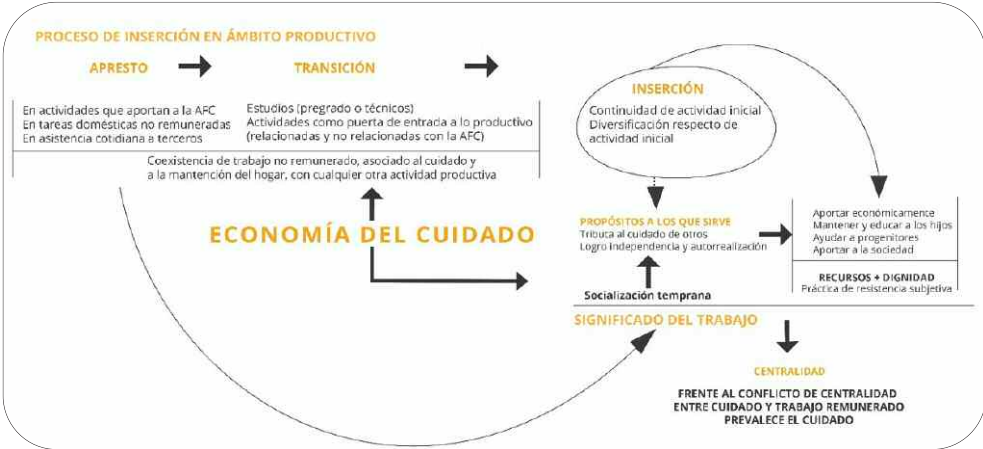 PROCESO DE INSERCIÓN EN ÁMBITO PRODUCTIVO
APRESTO
TRANSICIÓN
En actividades que aportan a la AFC
En tareas domésticas no remuneradas
En asistencia cotidiana a terceros
Estudios (pregrado o técnicos)
Actividades como puerta de entrada a lo productivo
(relacionadas y no relacionadas con la AFC)
Coexistencia de trabajo no remunerado, asociado al cuidado y
a la mantención del hogar, con cualquier otra actividad productiva
INSERCIÓN
Continuidad de actividad inicial
Diversificación respecto de
actividad inicial
ECONOMÍA DEL CUIDADO
PROPÓSITOS A LOS QUE SIRVE
Tributa al cuidado de otros
Logro independencia y autorrealización
Aportar económicamente
Mantener y educar a los hijos
Ayudar a progenitores
Aportar a la sociedad
RECURSOS + DIGNIDAD
Práctica de resistencia subjetiva
Socialización temprana
SIGNIFICADO DEL TRABAJO
CENTRALIDAD
FRENTE AL CONFLICTO DE CENTRALIDAD
ENTRE CUIDADO Y TRABAJO REMUNERADO
PREVALECE EL CUIDADO